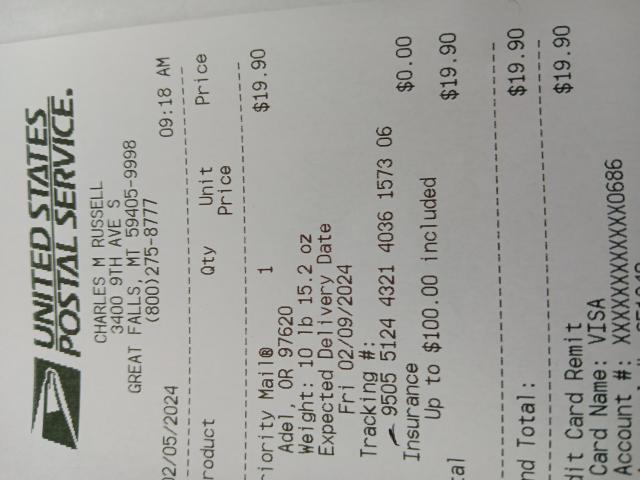 UNITED STATES
POSTAL SERVICE.
CHARLES M RUSSELL
3400 9TH AVE S
GREAT FALLS, MT 59405-9998
(800)275-8777
02/05/2024 09:18 AM
roduct Qty Unit Price
Price
iority Mail® 1 $19.90
Adel, OR 97620
Weight: 10 lb 15.2 oz
Expected Delivery Date
Fri 02/09/2024
Tracking #:
9505 5124 4321 4036 1573 06
Insurance $0.00
Up to $100.00 included
tal $19.90
nd Total: $19.90
dit Card Remit $19.90
Card Name: VISA
Account #: XXXXXXXXXXXX0686